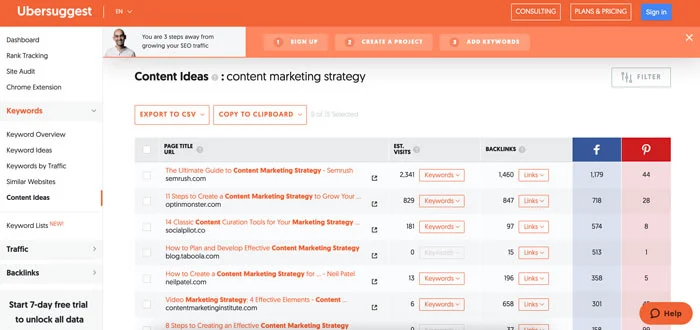 Ubersuggest
EN
CONSULTING
PLANS & PRICING
Sign in
You are 3 steps away from
growing your SEO traffic
1 SIGN UP
2 CREATE A PROJECT
3 ADD KEYWORDS
Dashboard
Rank Tracking
Site Audit
Chrome Extension
Keywords
Keyword Overview
Keyword Ideas
Keywords by Traffic
Similar Websites
Content Ideas
Keyword Lists NEW!
Traffic
Backlinks
Start 7-day free trial
to unlock all data
Content Ideas : content marketing strategy
FILTER
EXPORT TO CSV
COPY TO CLIPBOARD
Selected
PAGE TITLE
URL
EST.
VISITS
BACKLINKS
The Ultimate Guide to Content Marketing Strategy - Semrush
semrush.com
2,341 Keywords 1,460 Links 1,179 44
11 Steps to Create a Content Marketing Strategy to Grow Your ...
optinmonster.com
829 Keywords 847 Links 718 28
14 Classic Content Curation Tools for Your Marketing Strategy ...
socialpilot.co
181 Keywords 97 Links 574 8
How to Plan and Develop Effective Content Marketing Strategy
blog.taboola.com
0 Keywords 15 Links 513 1
How to Create a Content Marketing Strategy for ... - Neil Patel
neilpatel.com
13 Keywords 196 Links 358 5
Video Marketing Strategy: 4 Effective Elements - Content ...
contentmarketinginstitute.com
6 Keywords 658 Links 301
8 Steps to Creating an Effective Content Marketing Strategy
Help